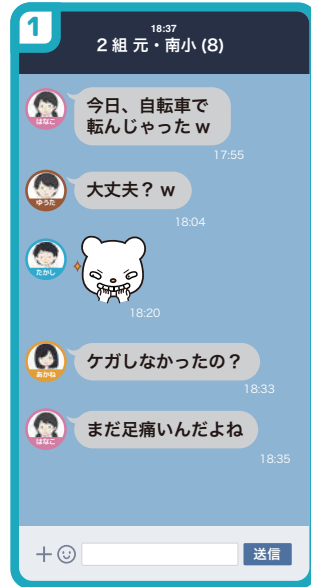 1
18:37
2組 元・南小 (8)
今日、自転車で
転んじゃったw
はなこ
17:55
大丈夫？w
ゆうた
18:04
たかし
18:20
ケガしなかったの？
あかね
18:33
まだ足痛いんだよね
はなこ
18:35
送信